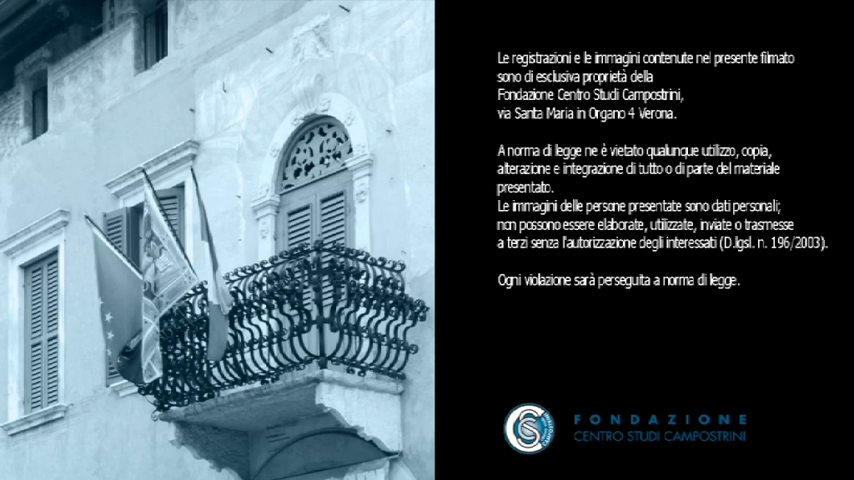 Le registrazioni e le immagini contenute nel presente filmato
sono di esclusiva proprietà della
Fondazione Centro Studi Campostrini,
via Santa Maria in Organo 4 Verona.
A norma di legge ne è vietato qualunque utilizzo, copia,
alterazione e integrazione di tutto o di parte del materiale
presentato.
Le immagini delle persone presentate sono dati personali;
non possono essere elaborate, utilizzate, inviate o trasmesse
a terzi senza l'autorizzazione degli interessati (D.lgsl. n. 196/2003).
Ogni violazione sarà perseguita a norma di legge.
FONDAZIONE
CENTRO STUDI CAMPOSTRINI